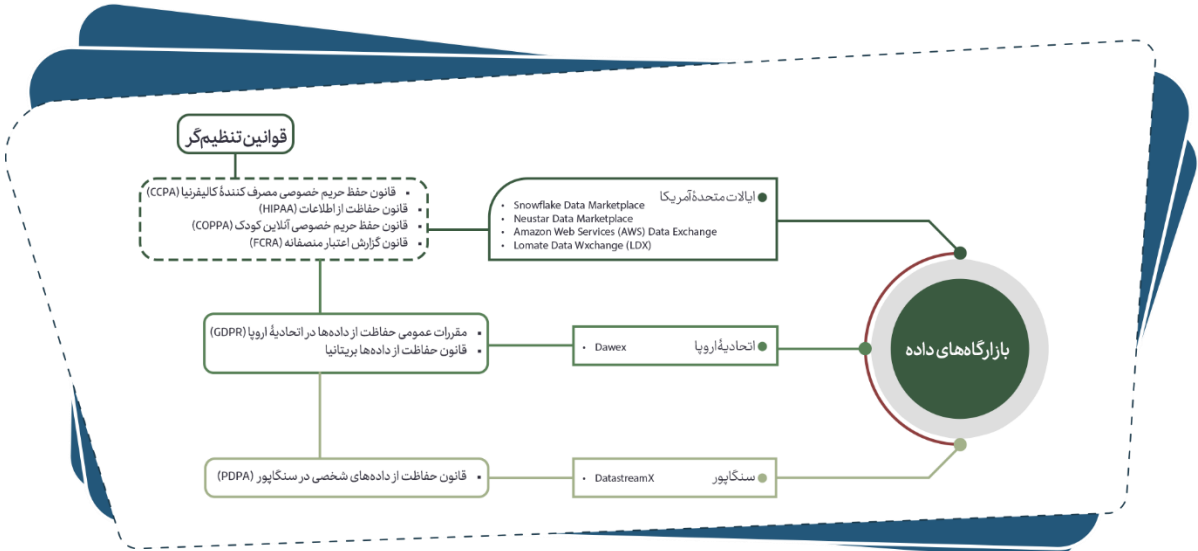 بازارگاه‌های داده
ایالات متحدهٔ آمریکا
Snowflake Data Marketplace
Neustar Data Marketplace
Amazon Web Services (AWS) Data Exchange
Lomate Data Wxchange (LDX)
اتحادیهٔ اروپا
Dawex
سنگاپور
DatastreamX
قوانین تنظیم‌گر
قانون حفظ حریم خصوصی مصرف کنندهٔ کالیفرنیا (CCPA)
قانون حفاظت از اطلاعات (HIPAA)
قانون حفظ حریم خصوصی آنلاین کودک (COPPA)
قانون گزارش اعتبار منصفانه (FCRA)
مقررات عمومی حفاظت از داده‌ها در اتحادیهٔ اروپا (GDPR)
قانون حفاظت از داده‌ها بریتانیا
قانون حفاظت از داده‌های شخصی در سنگاپور (PDPA)